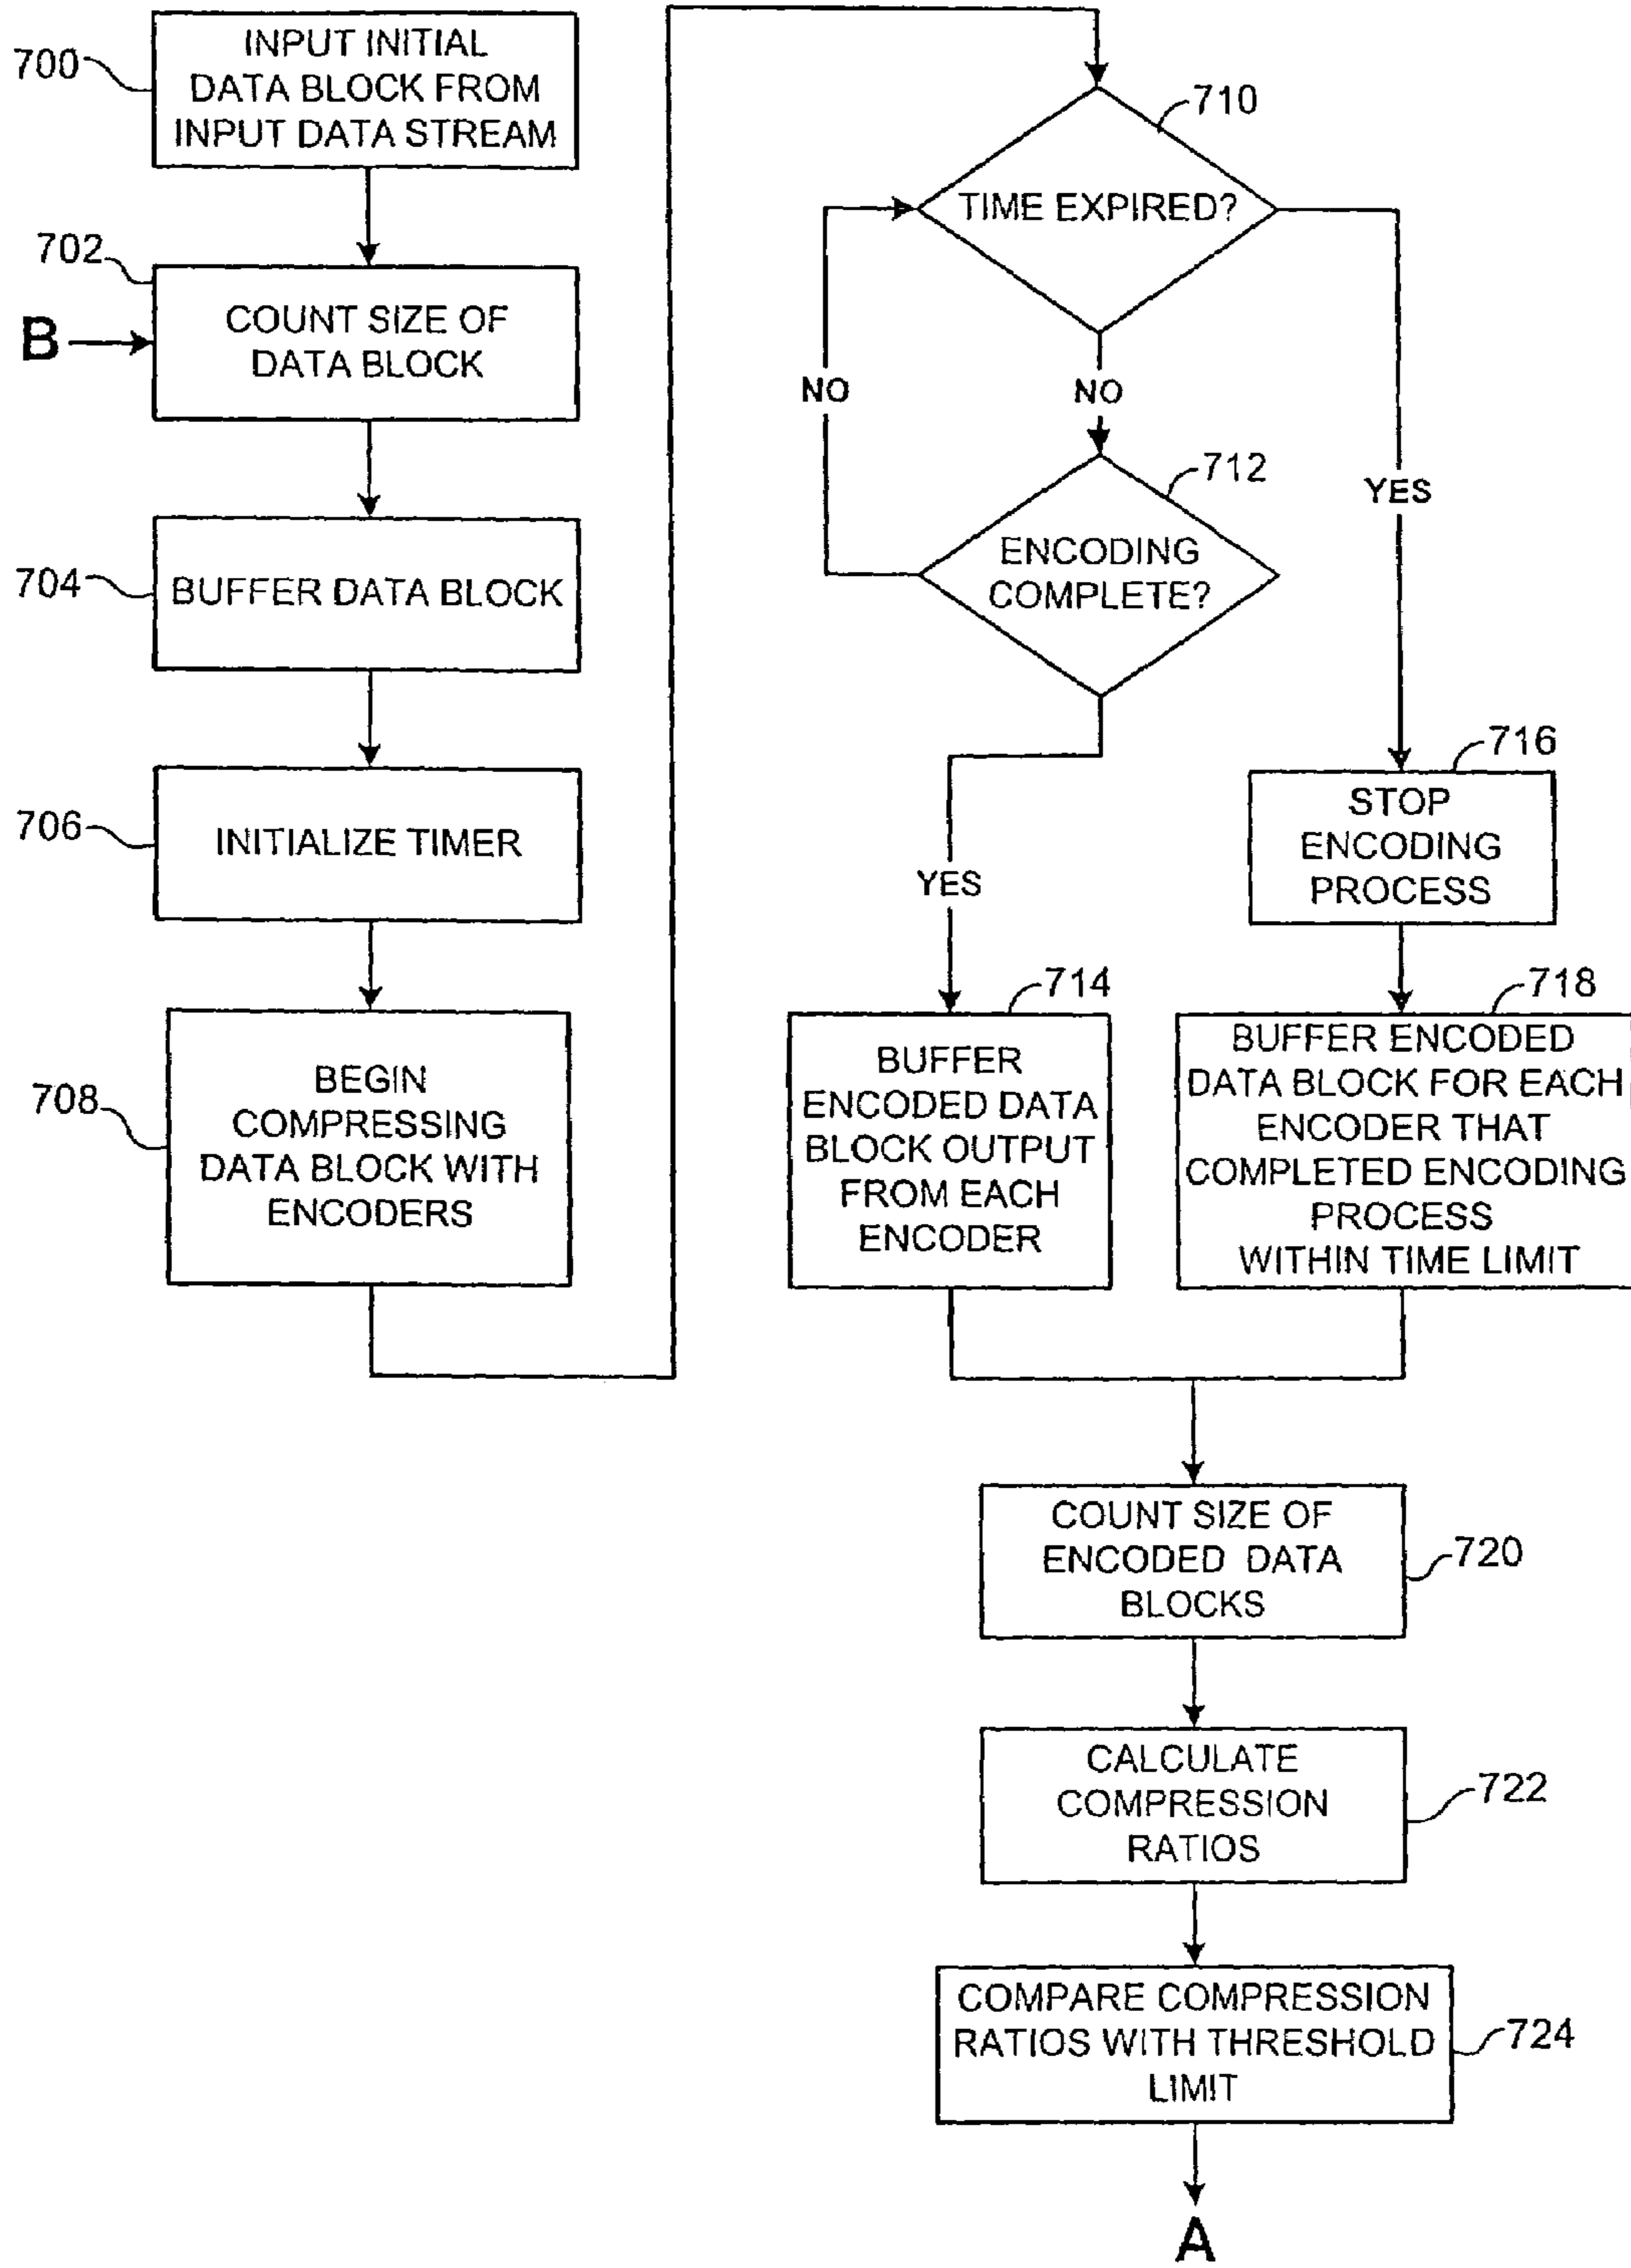 700
INPUT INITIAL
DATA BLOCK FROM
INPUT DATA STREAM
702
B
COUNT SIZE OF
DATA BLOCK
704
BUFFER DATA BLOCK
706
INITIALIZE TIMER
708
BEGIN
COMPRESSING
DATA BLOCK WITH
ENCODERS
710
TIME EXPIRED?
NO
NO
YES
712
ENCODING
COMPLETE?
YES
716
STOP
ENCODING
PROCESS
714
BUFFER
ENCODED DATA
BLOCK OUTPUT
FROM EACH
ENCODER
718
BUFFER ENCODED
DATA BLOCK FOR EACH
ENCODER THAT
COMPLETED ENCODING
PROCESS
WITHIN TIME LIMIT
COUNT SIZE OF
ENCODED DATA
BLOCKS
720
CALCULATE
COMPRESSION
RATIOS
722
COMPARE COMPRESSION
RATIOS WITH THRESHOLD
LIMIT
724
A